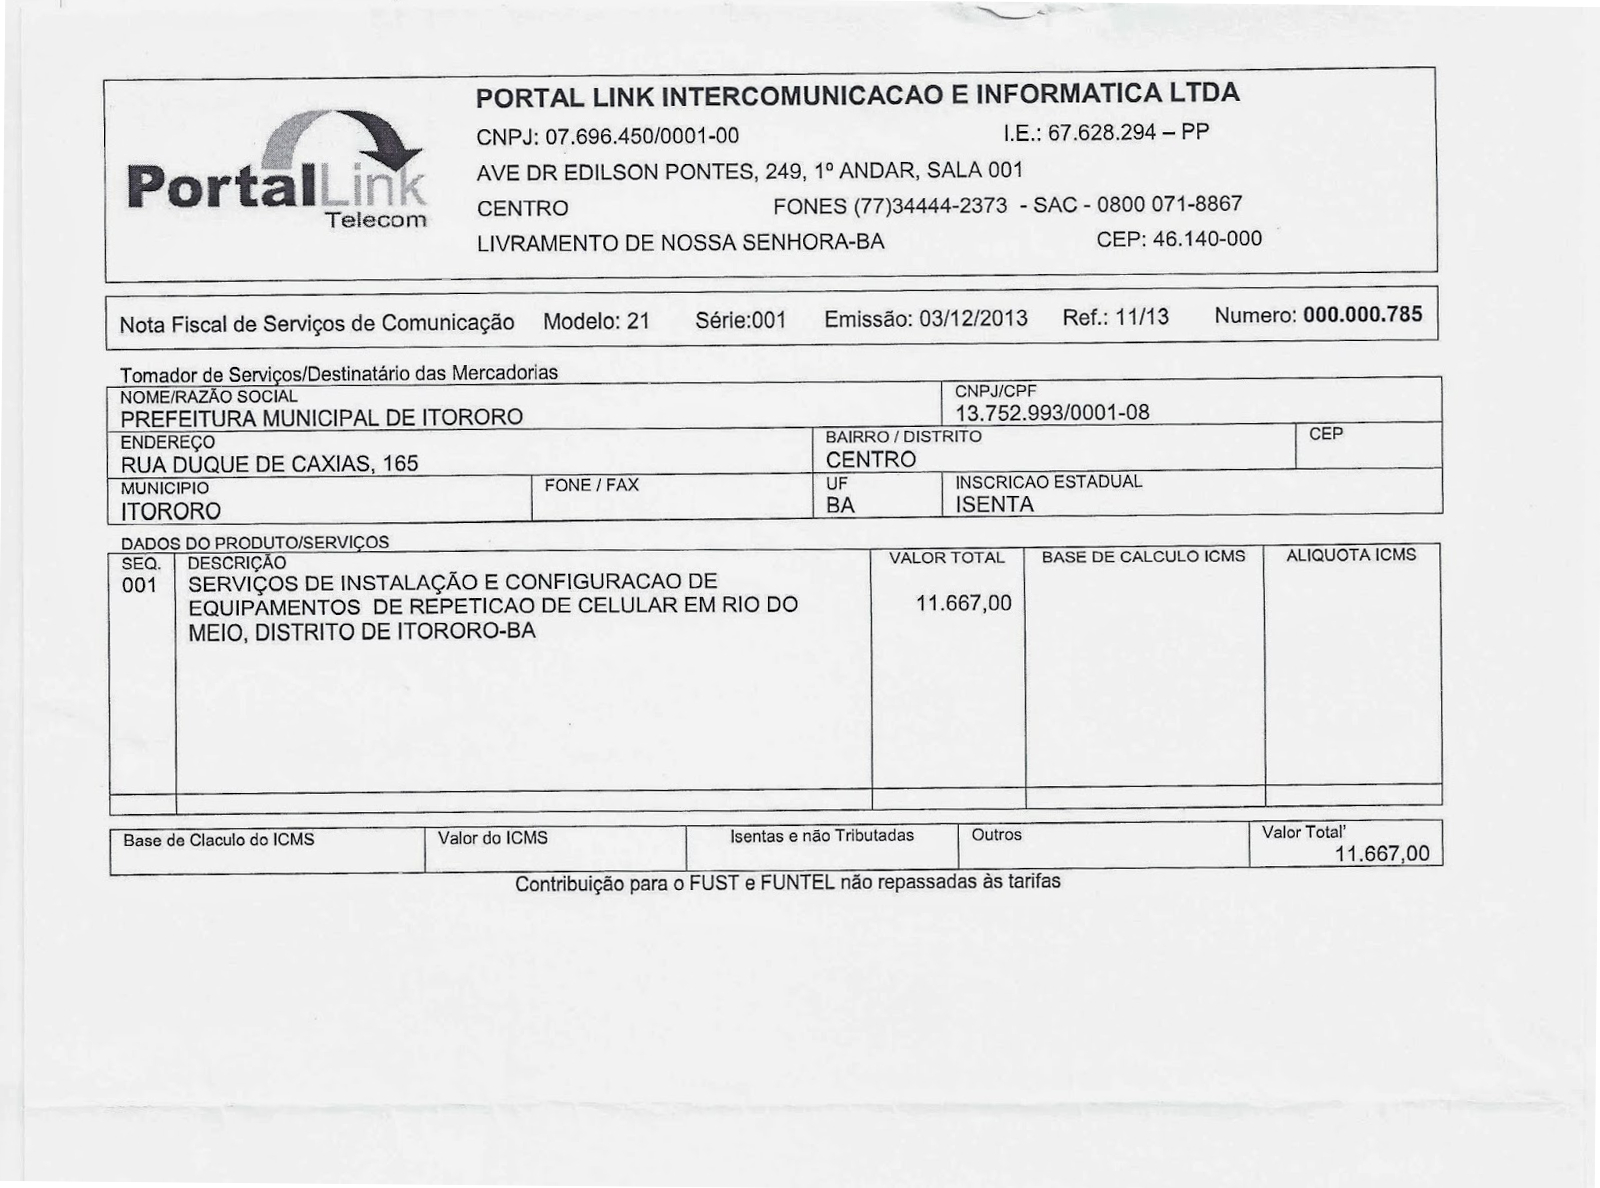 PORTAL LINK INTERCOMUNICACAO E INFORMATICA LTDA
CNPJ: 07.696.450/0001-00 I.E.: 67.628.294 – PP
AVE DR EDILSON PONTES, 249, 1º ANDAR, SALA 001
CENTRO FONES (77)34444-2373 - SAC - 0800 071-8867
LIVRAMENTO DE NOSSA SENHORA-BA CEP: 46.140-000
PortalLink
Telecom
Nota Fiscal de Serviços de Comunicação Modelo: 21 Série:001 Emissão: 03/12/2013 Ref.: 11/13 Numero: 000.000.785
Tomador de Serviços/Destinatário das Mercadorias
NOME/RAZÃO SOCIAL CNPJ/CPF
PREFEITURA MUNICIPAL DE ITORORO 13.752.993/0001-08
ENDEREÇO BAIRRO / DISTRITO CEP
RUA DUQUE DE CAXIAS, 165 CENTRO
MUNICIPIO FONE / FAX UF INSCRICAO ESTADUAL
ITORORO BA ISENTA
DADOS DO PRODUTO/SERVIÇOS
SEQ. DESCRIÇÃO VALOR TOTAL BASE DE CALCULO ICMS ALIQUOTA ICMS
001 SERVIÇOS DE INSTALAÇÃO E CONFIGURACAO DE
EQUIPAMENTOS DE REPETICAO DE CELULAR EM RIO DO 11.667,00
MEIO, DISTRITO DE ITORORO-BA
Base de Claculo do ICMS Valor do ICMS Isentas e não Tributadas Outros Valor Total'
11.667,00
Contribuição para o FUST e FUNTEL não repassadas às tarifas